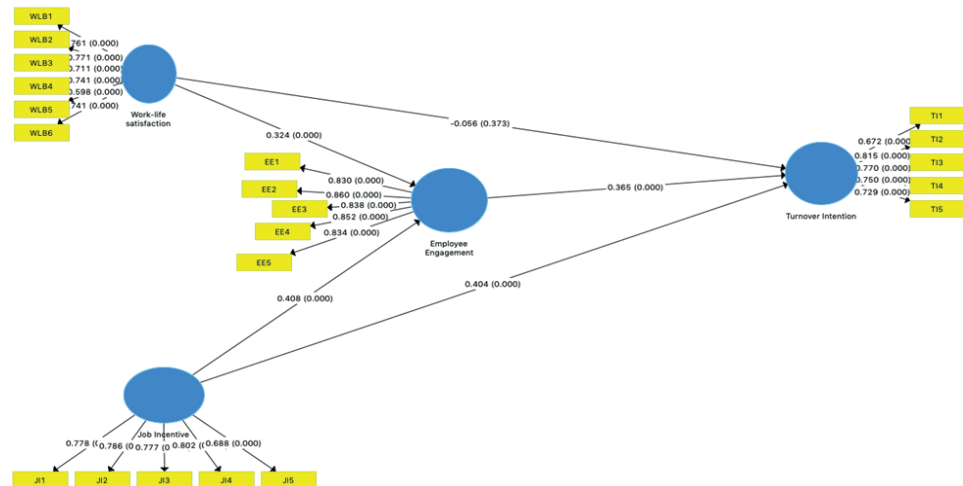 WLB1
WLB2
WLB3
WLB4
WLB5
WLB6
761 (0.000)
0.771 (0.000)
0.711 (0.000)
0.741 (0.000)
0.598 (0.000)
741 (0.000)
Work-life
satisfaction
-0.056 (0.373)
0.324 (0.000)
EE1
EE2
EE3
EE4
EE5
0.830 (0.000)
0.860 (0.000)
0.838 (0.000)
0.852 (0.000)
0.834 (0.000)
Employee
Engagement
0.365 (0.000)
TI1
TI2
TI3
TI4
TI5
0.672 (0.000
0.815 (0.000)
0.770 (0.000)
0.750 (0.000)
0.729 (0.000)
Turnover Intention
0.408 (0.000)
0.404 (0.000)
Job Incentive
0.778 (
0.786 (0
0.777 (
0.802 (
0.688 (0.000)
JI1
JI2
JI3
JI4
JI5